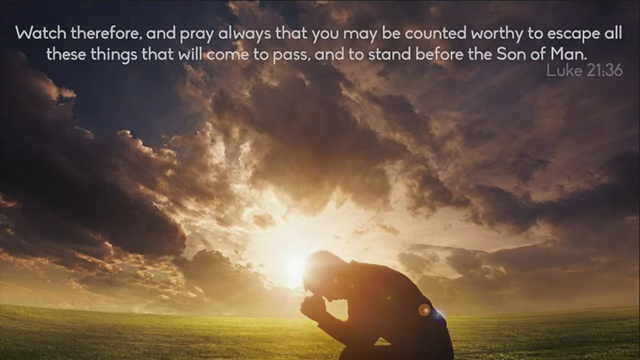 Watch therefore, and pray always that you may be counted worthy to escape all
these things that will come to pass, and to stand before the Son of Man.
Luke 21:36